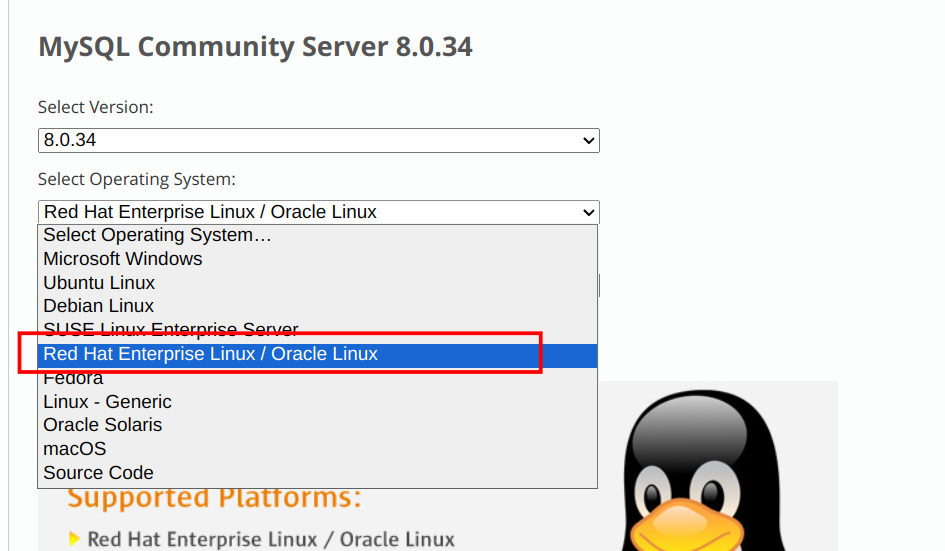 MySQL Community Server 8.0.34
Select Version:
8.0.34
Select Operating System:
Red Hat Enterprise Linux / Oracle Linux
Select Operating System…
Microsoft Windows
Ubuntu Linux
Debian Linux
SUSE Linux Enterprise Server
Red Hat Enterprise Linux / Oracle Linux
Fedora
Linux - Generic
Oracle Solaris
macOS
Source Code
Supported Platforms:
Red Hat Enterprise Linux / Oracle Linux